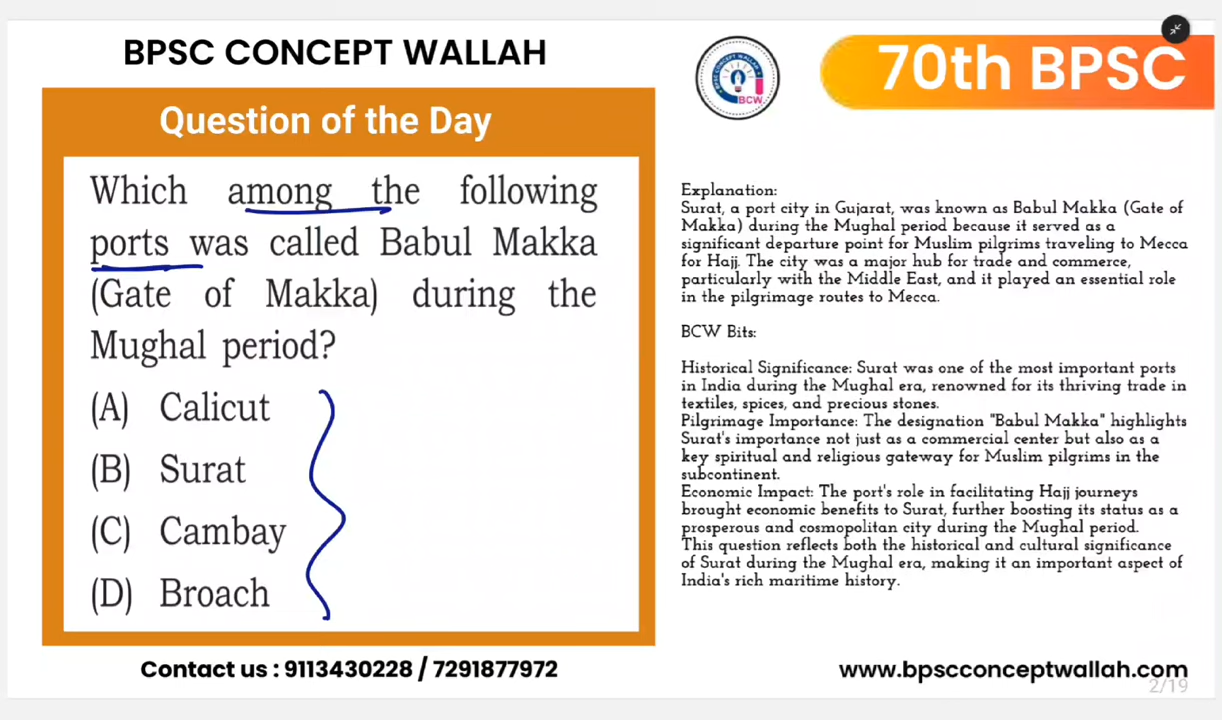 BPSC CONCEPT WALLAH
70th BPSC
BPSC CONCEPT WALLAH
BCW
Question of the Day
Which among the following
ports was called Babul Makka
(Gate of Makka) during the
Mughal period?
(A) Calicut
(B) Surat
(C) Cambay
(D) Broach
Explanation:
Surat, a port city in Gujarat, was known as Babul Makka (Gate of
Makka) during the Mughal period because it served as a
significant departure point for Muslim pilgrims traveling to Mecca
for Hajj. The city was a major hub for trade and commerce,
particularly with the Middle East, and it played an essential role
in the pilgrimage routes to Mecca.
BCW Bits:
Historical Significance: Surat was one of the most important ports
in India during the Mughal era, renowned for its thriving trade in
textiles, spices, and precious stones.
Pilgrimage Importance: The designation "Babul Makka" highlights
Surat's importance not just as a commercial center but also as a
key spiritual and religious gateway for Muslim pilgrims in the
subcontinent.
Economic Impact: The port's role in facilitating Hajj journeys
brought economic benefits to Surat, further boosting its status as a
prosperous and cosmopolitan city during the Mughal period.
This question reflects both the historical and cultural significance
of Surat during the Mughal era, making it an important aspect of
India's rich maritime history.
Contact us : 9113430228 / 7291877972
www.bpscconceptwallah.com
2/19